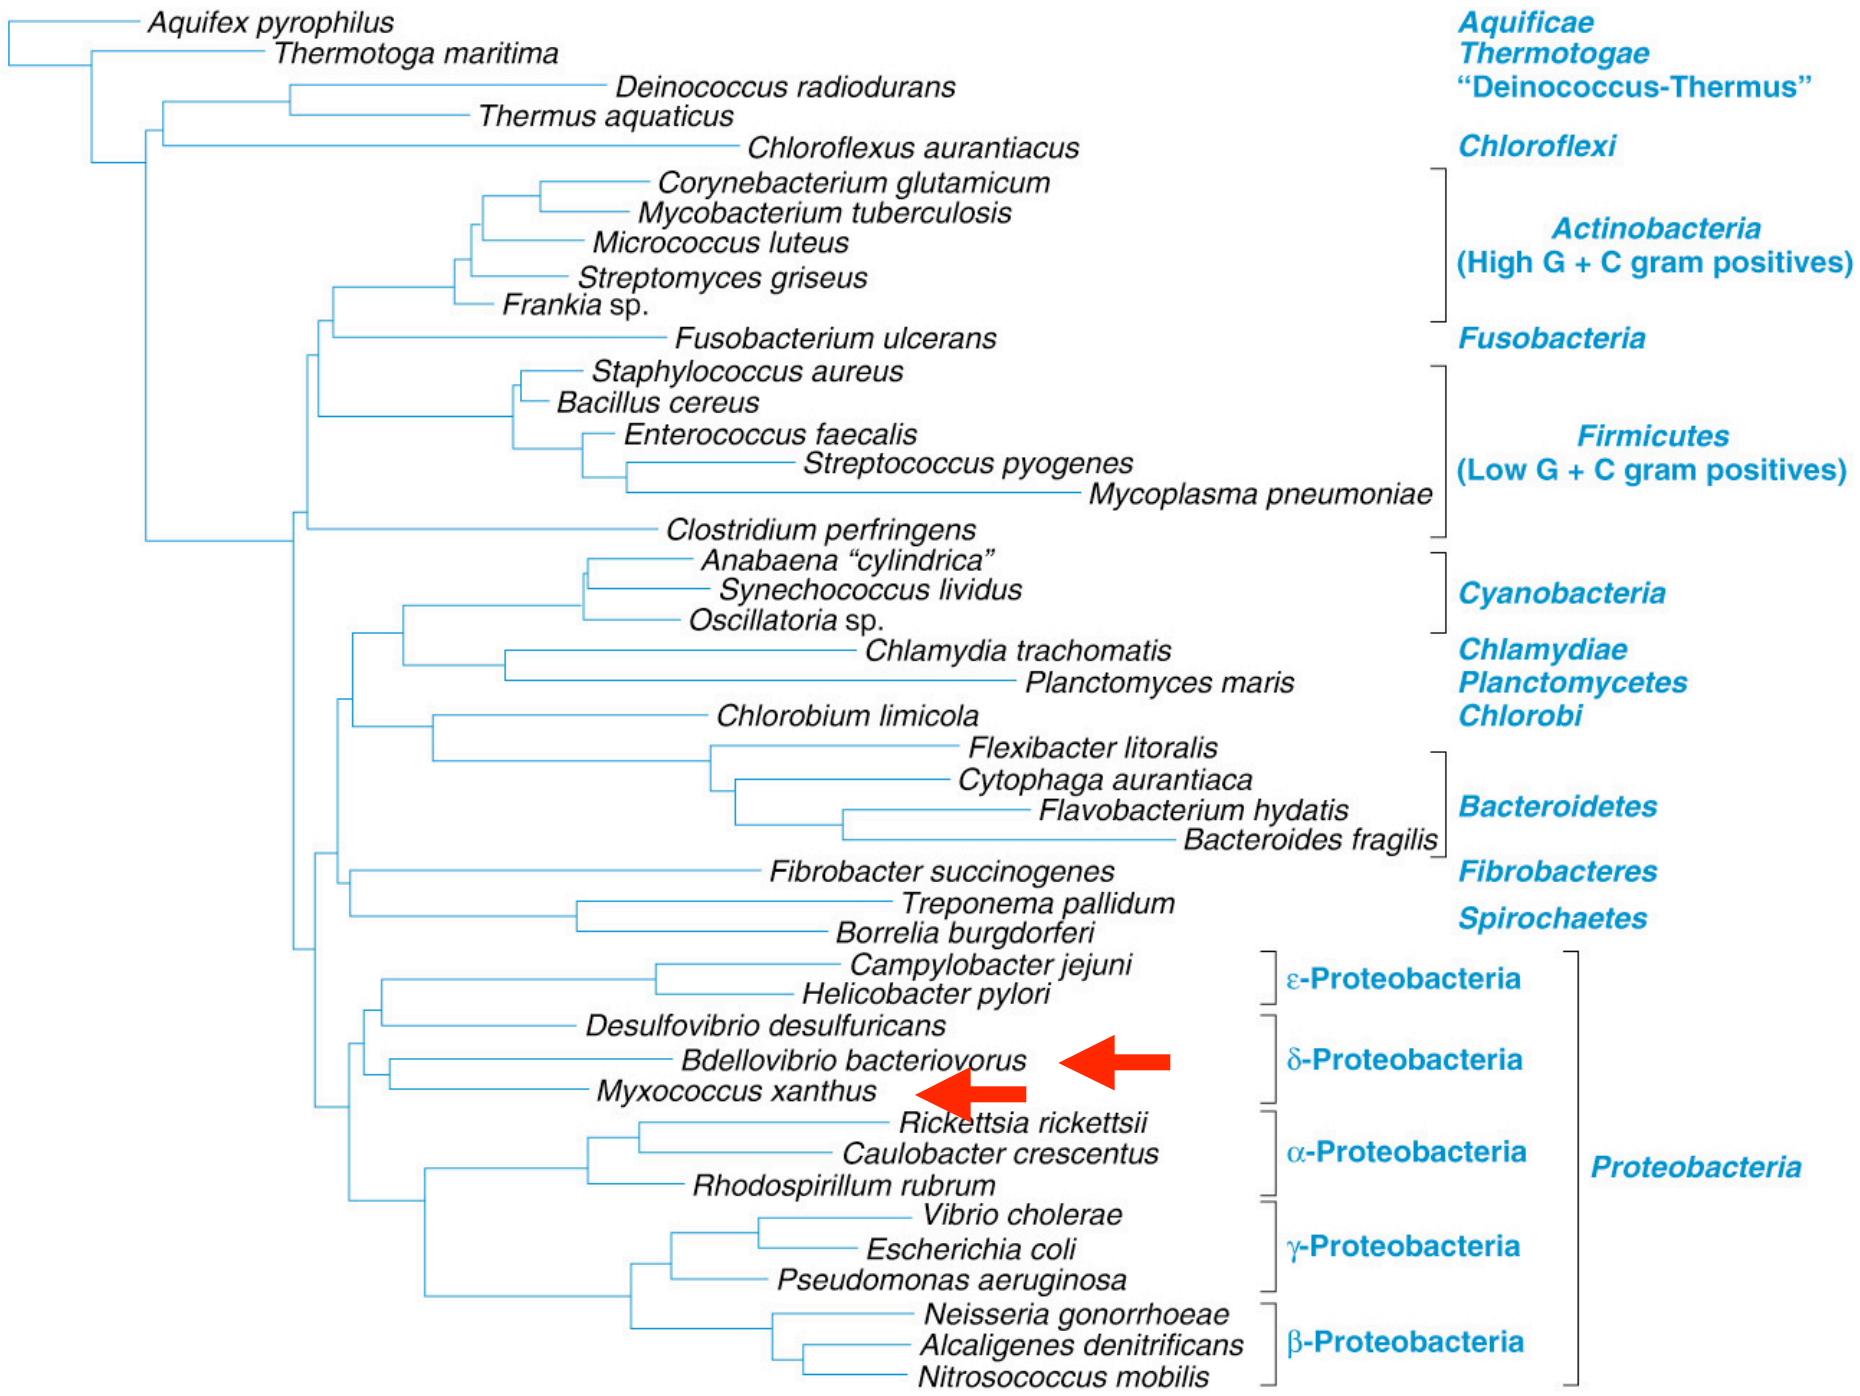 Aquifex pyrophilus
Aquificae
Thermotoga maritima
Thermotogae
Deinococcus radiodurans
“Deinococcus-Thermus”
Thermus aquaticus
Chloroflexus aurantiacus
Chloroflexi
Corynebacterium glutamicum
Mycobacterium tuberculosis
Micrococcus luteus
Streptomyces griseus
Frankia sp.
Actinobacteria
(High G + C gram positives)
Fusobacterium ulcerans
Fusobacteria
Staphylococcus aureus
Bacillus cereus
Enterococcus faecalis
Streptococcus pyogenes
Mycoplasma pneumoniae
Clostridium perfringens
Firmicutes
(Low G + C gram positives)
Anabaena “cylindrica”
Synechococcus lividus
Oscillatoria sp.
Cyanobacteria
Chlamydia trachomatis
Chlamydiae
Planctomyces maris
Planctomycetes
Chlorobium limicola
Chlorobi
Flexibacter litoralis
Cytophaga aurantiaca
Flavobacterium hydatis
Bacteroides fragilis
Bacteroidetes
Fibrobacter succinogenes
Fibrobacteres
Treponema pallidum
Borrelia burgdorferi
Spirochaetes
Campylobacter jejuni
Helicobacter pylori
ε-Proteobacteria
Desulfovibrio desulfuricans
Bdellovibrio bacteriovorus
Myxococcus xanthus
δ-Proteobacteria
Rickettsia rickettsii
Caulobacter crescentus
Rhodospirillum rubrum
α-Proteobacteria
Vibrio cholerae
Escherichia coli
Pseudomonas aeruginosa
γ-Proteobacteria
Neisseria gonorrhoeae
Alcaligenes denitrificans
Nitrosococcus mobilis
β-Proteobacteria
Proteobacteria